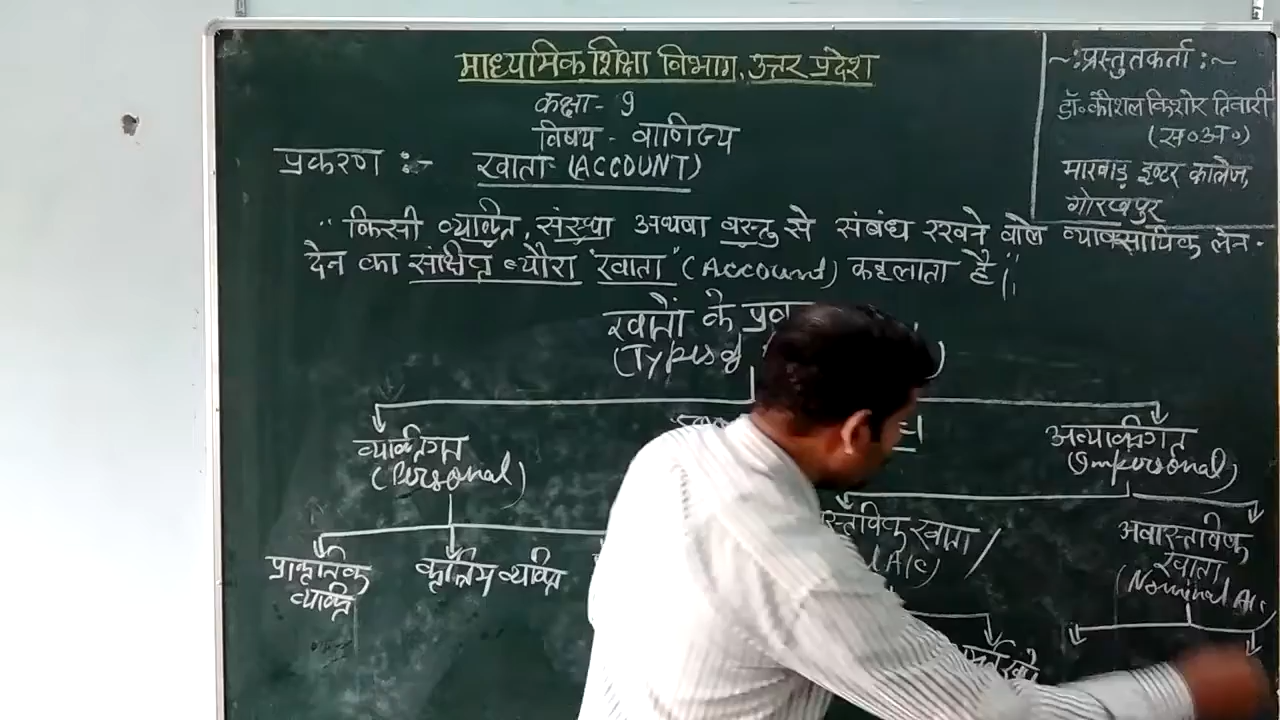 माध्यमिक शिक्षा विभाग, उत्तर प्रदेश
कक्षा - 9
विषय - वाणिज्य
प्रकरण :- खाता (ACCOUNT)
~: प्रस्तुतकर्ता :~
डॉ० कौशल किशोर तिवारी
(स०अ०)
मारवाड़ इण्टर कालेज,
गोरखपुर
"किसी व्यक्ति, संस्था अथवा वस्तु से संबंध रखने वाले व्यावसायिक लेन-
देन का संक्षिप्त ब्यौरा "खाता" (Account) कहलाता है।"
खातों के
(Types of
व्यक्तिगत
(Personal)
अव्यक्तिगत
(Impersonal)
प्राकृतिक
व्यक्ति
कृत्रिम व्यक्ति
खाता
A/c)
अवास्तविक
खाता
(Nominal A/c)